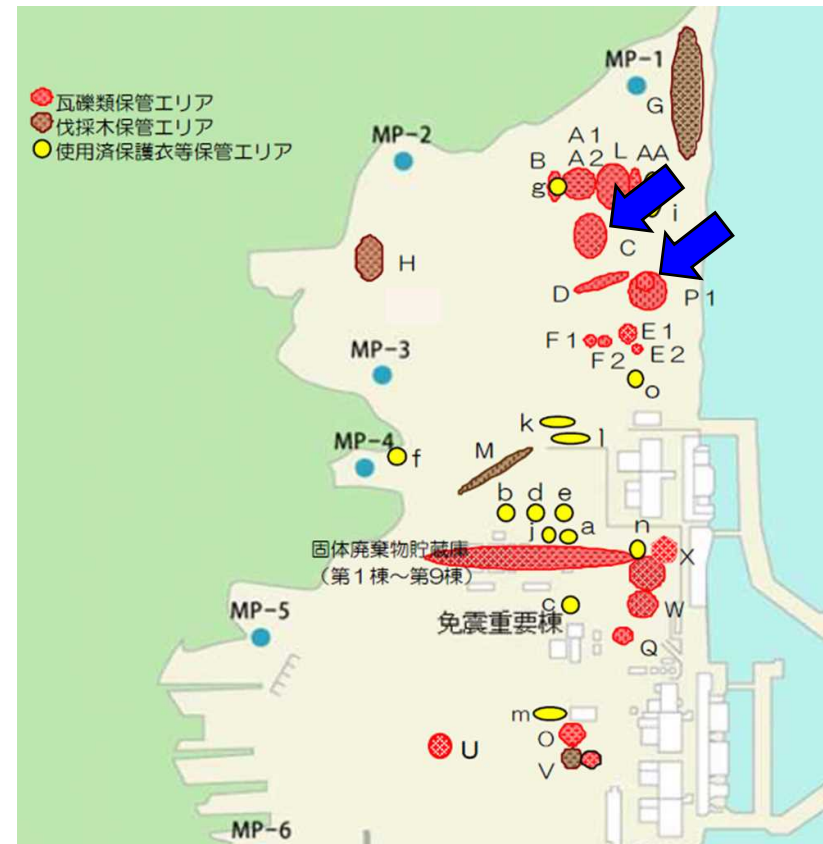 MP-1
G
瓦礫類保管エリア
伐採木保管エリア
使用済保護衣等保管エリア
MP-2
A1
B A2 L AA
g
i
C
H
D
P1
F1 E1
F2 E2
MP-3
o
k
l
MP-4
f
M
b d e
j a n
固体廃棄物貯蔵庫
(第1棟~第9棟)
X
c
W
MP-5
免震重要棟
Q
m
O
U
V
MP-6